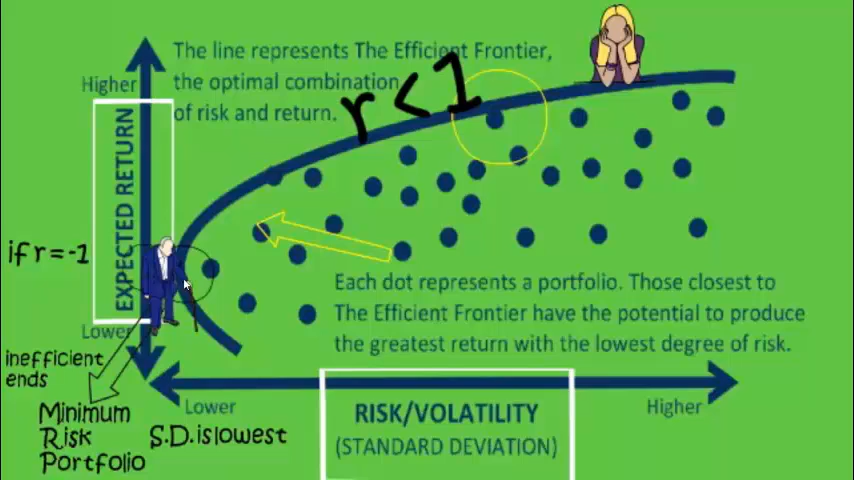 The line represents The Efficient Frontier,
the optimal combination
of risk and return.
r < 1
Higher
EXPECTED RETURN
Lower
if r = -1
Each dot represents a portfolio. Those closest to
The Efficient Frontier have the potential to produce
the greatest return with the lowest degree of risk.
inefficient
ends
Minimum
Risk
Portfolio
S.D. is lowest
Lower
Higher
RISK/VOLATILITY
(STANDARD DEVIATION)